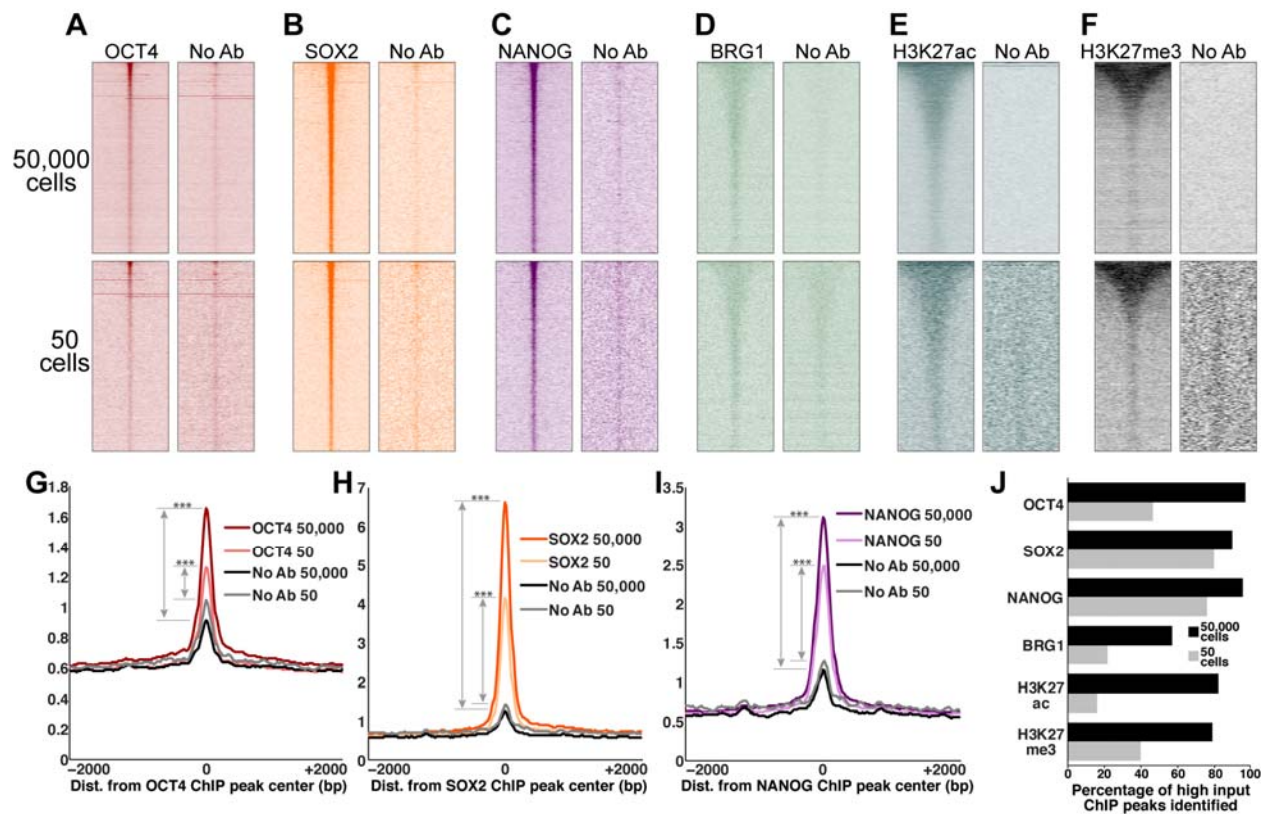 A B C D E F
OCT4 No Ab SOX2 No Ab NANOG No Ab BRG1 No Ab H3K27ac No Ab H3K27me3 No Ab
50,000
cells
50
cells
G
1.8
1.6
1.4
1.2
1
0.8
0.6
0.4
0.2
0
***
***
OCT4 50,000
OCT4 50
No Ab 50,000
No Ab 50
−2000 0 +2000
Dist. from OCT4 ChIP peak center (bp)
H
7
6
5
4
3
2
1
0
***
***
SOX2 50,000
SOX2 50
No Ab 50,000
No Ab 50
−2000 0 +2000
Dist. from SOX2 ChIP peak center (bp)
I
3.5
3
2.5
2
1.5
1
0.5
0
***
***
NANOG 50,000
NANOG 50
No Ab 50,000
No Ab 50
−2000 0 +2000
Dist. from NANOG ChIP peak center (bp)
J
OCT4
SOX2
NANOG
BRG1
H3K27
ac
H3K27
me3
50,000
cells
50
cells
0 20 40 60 80 100
Percentage of high input
ChIP peaks identified